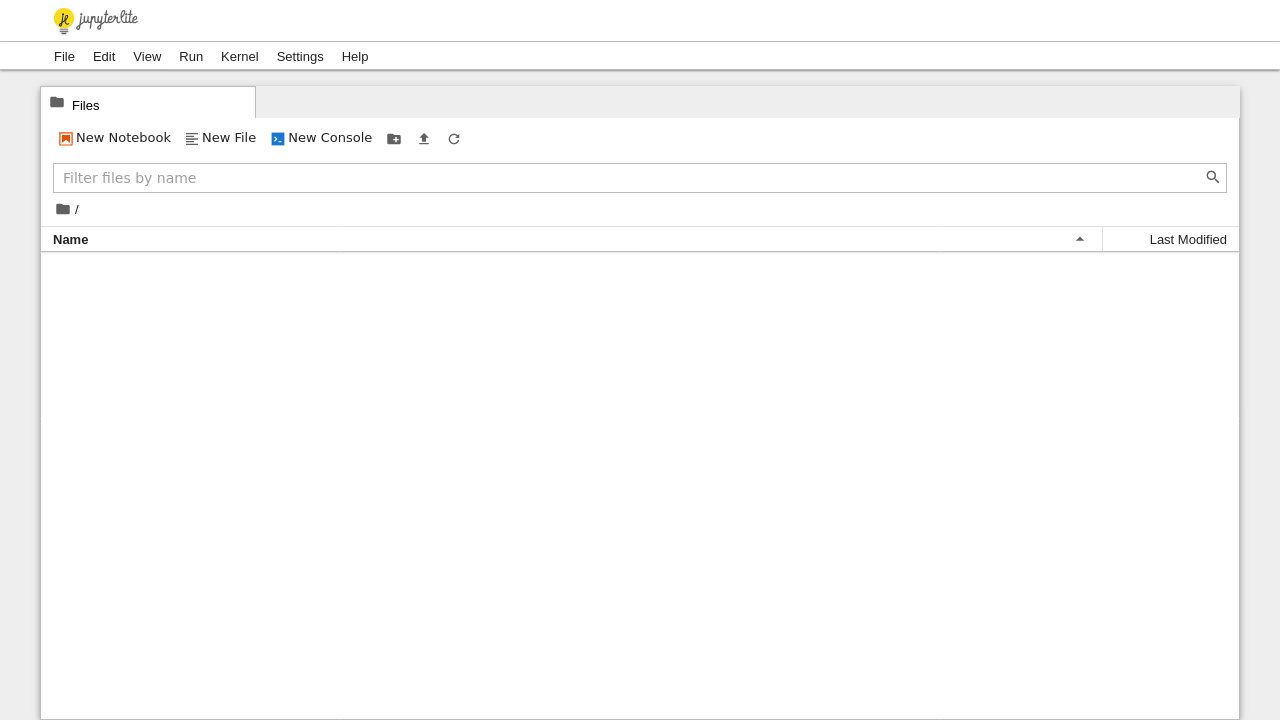 jupyterlite
File Edit View Run Kernel Settings Help
Files
New Notebook New File New Console
Filter files by name
/
Name Last Modified